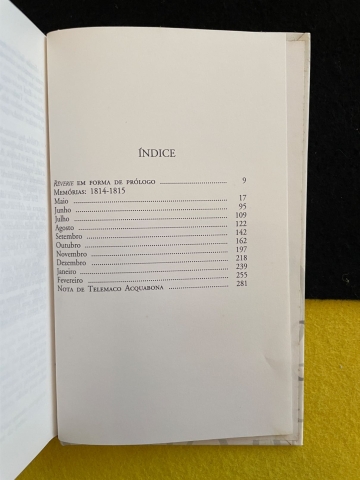 ÍNDICE
Rêverie EM FORMA DE PRÓLOGO ........ 9
MEMÓRIAS: 1814-1815
Maio ........ 17
Junho ........ 95
Julho ........ 109
Agosto ........ 122
Setembro ........ 142
Outubro ........ 162
Novembro ........ 197
Dezembro ........ 218
Janeiro ........ 239
Fevereiro ........ 255
NOTA DE TELEMACO ACQUABONA ........ 281